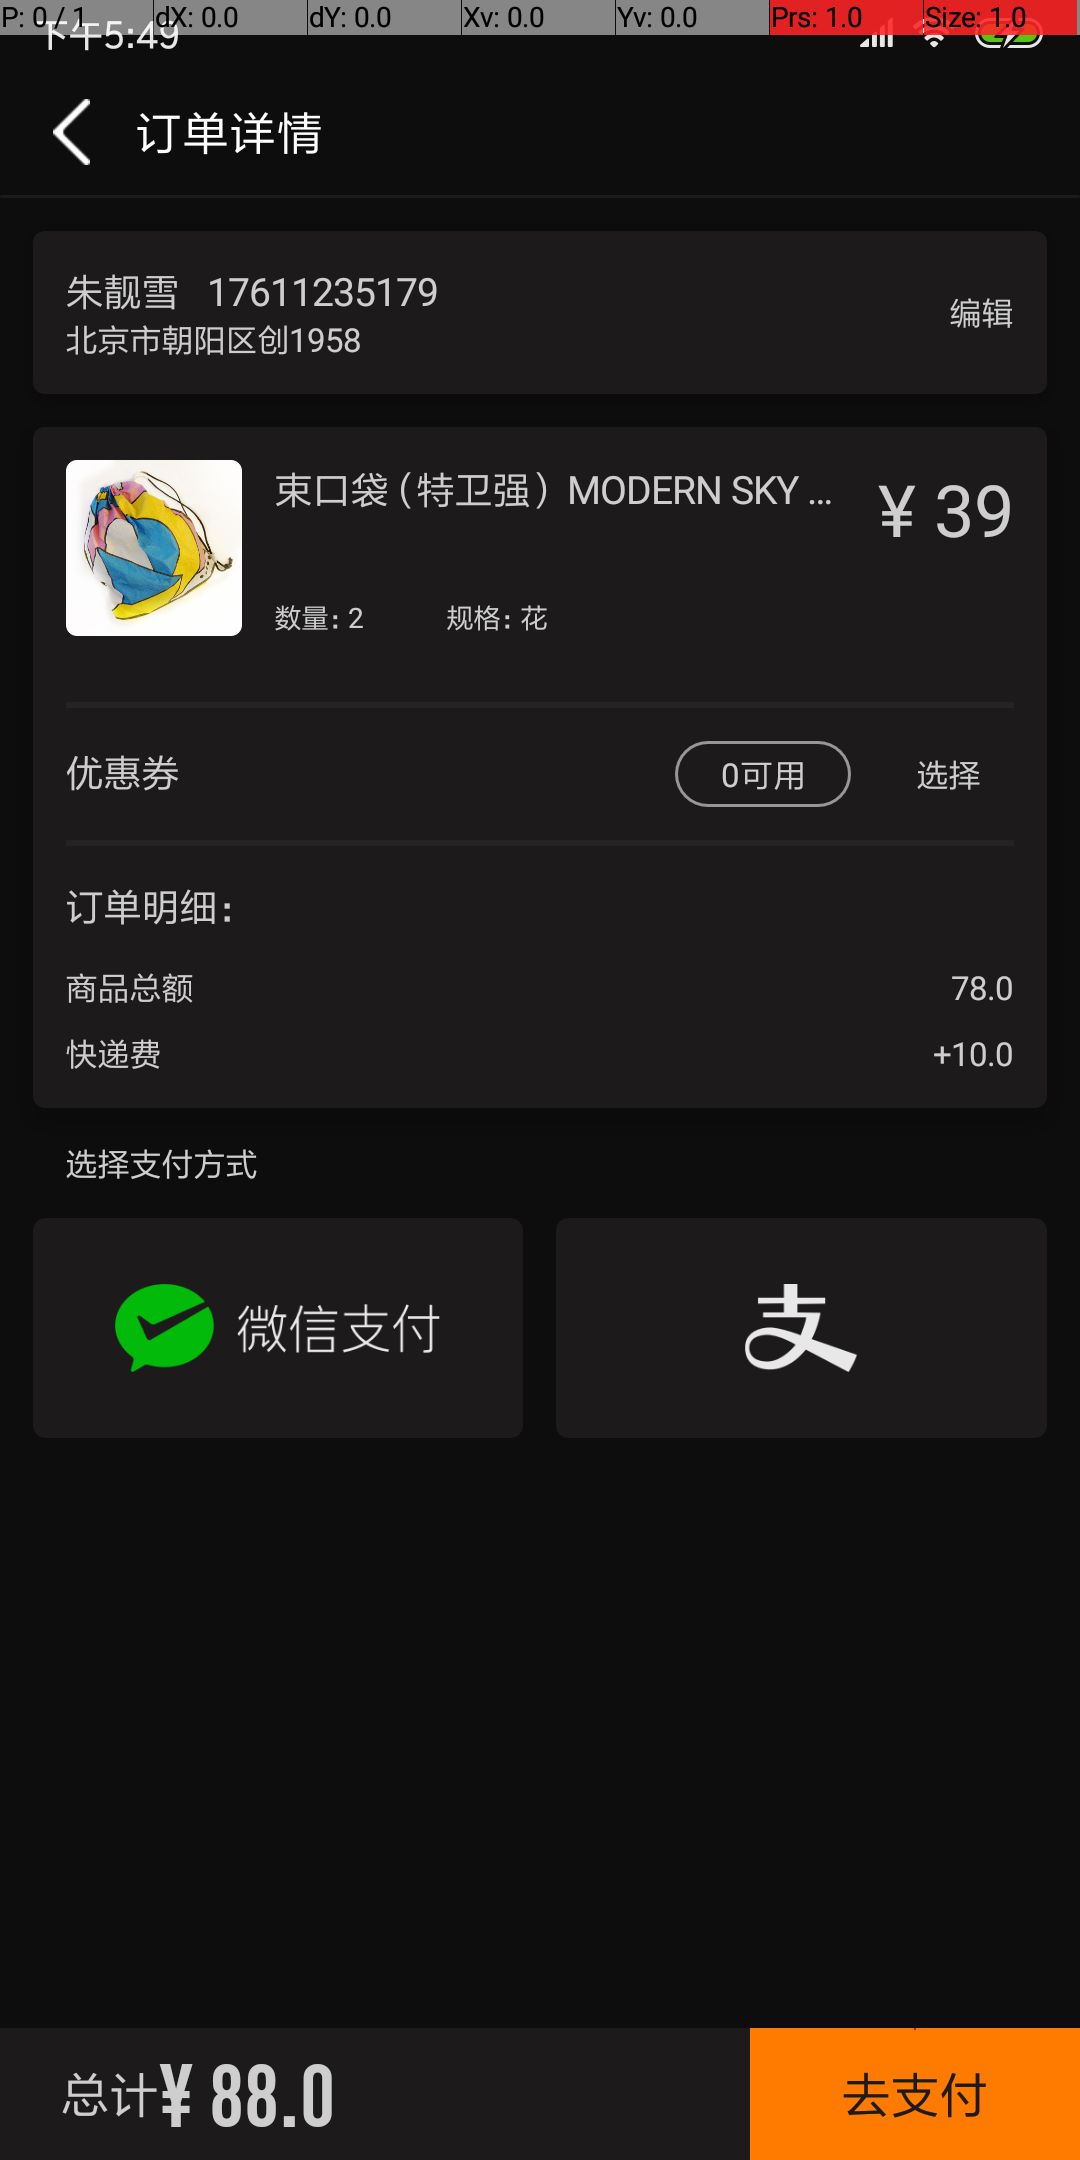 P: 0 / 1 dX: 0.0 dY: 0.0 Xv: 0.0 Yv: 0.0 Prs: 1.0 Size: 1.0
下午5:49
订单详情
朱靓雪 17611235179
北京市朝阳区创1958
编辑
束口袋（特卫强）MODERN SKY ...
¥ 39
数量: 2 规格: 花
优惠券 0可用 选择
订单明细:
商品总额 78.0
快递费 +10.0
选择支付方式
微信支付 支
总计¥ 88.0 去支付